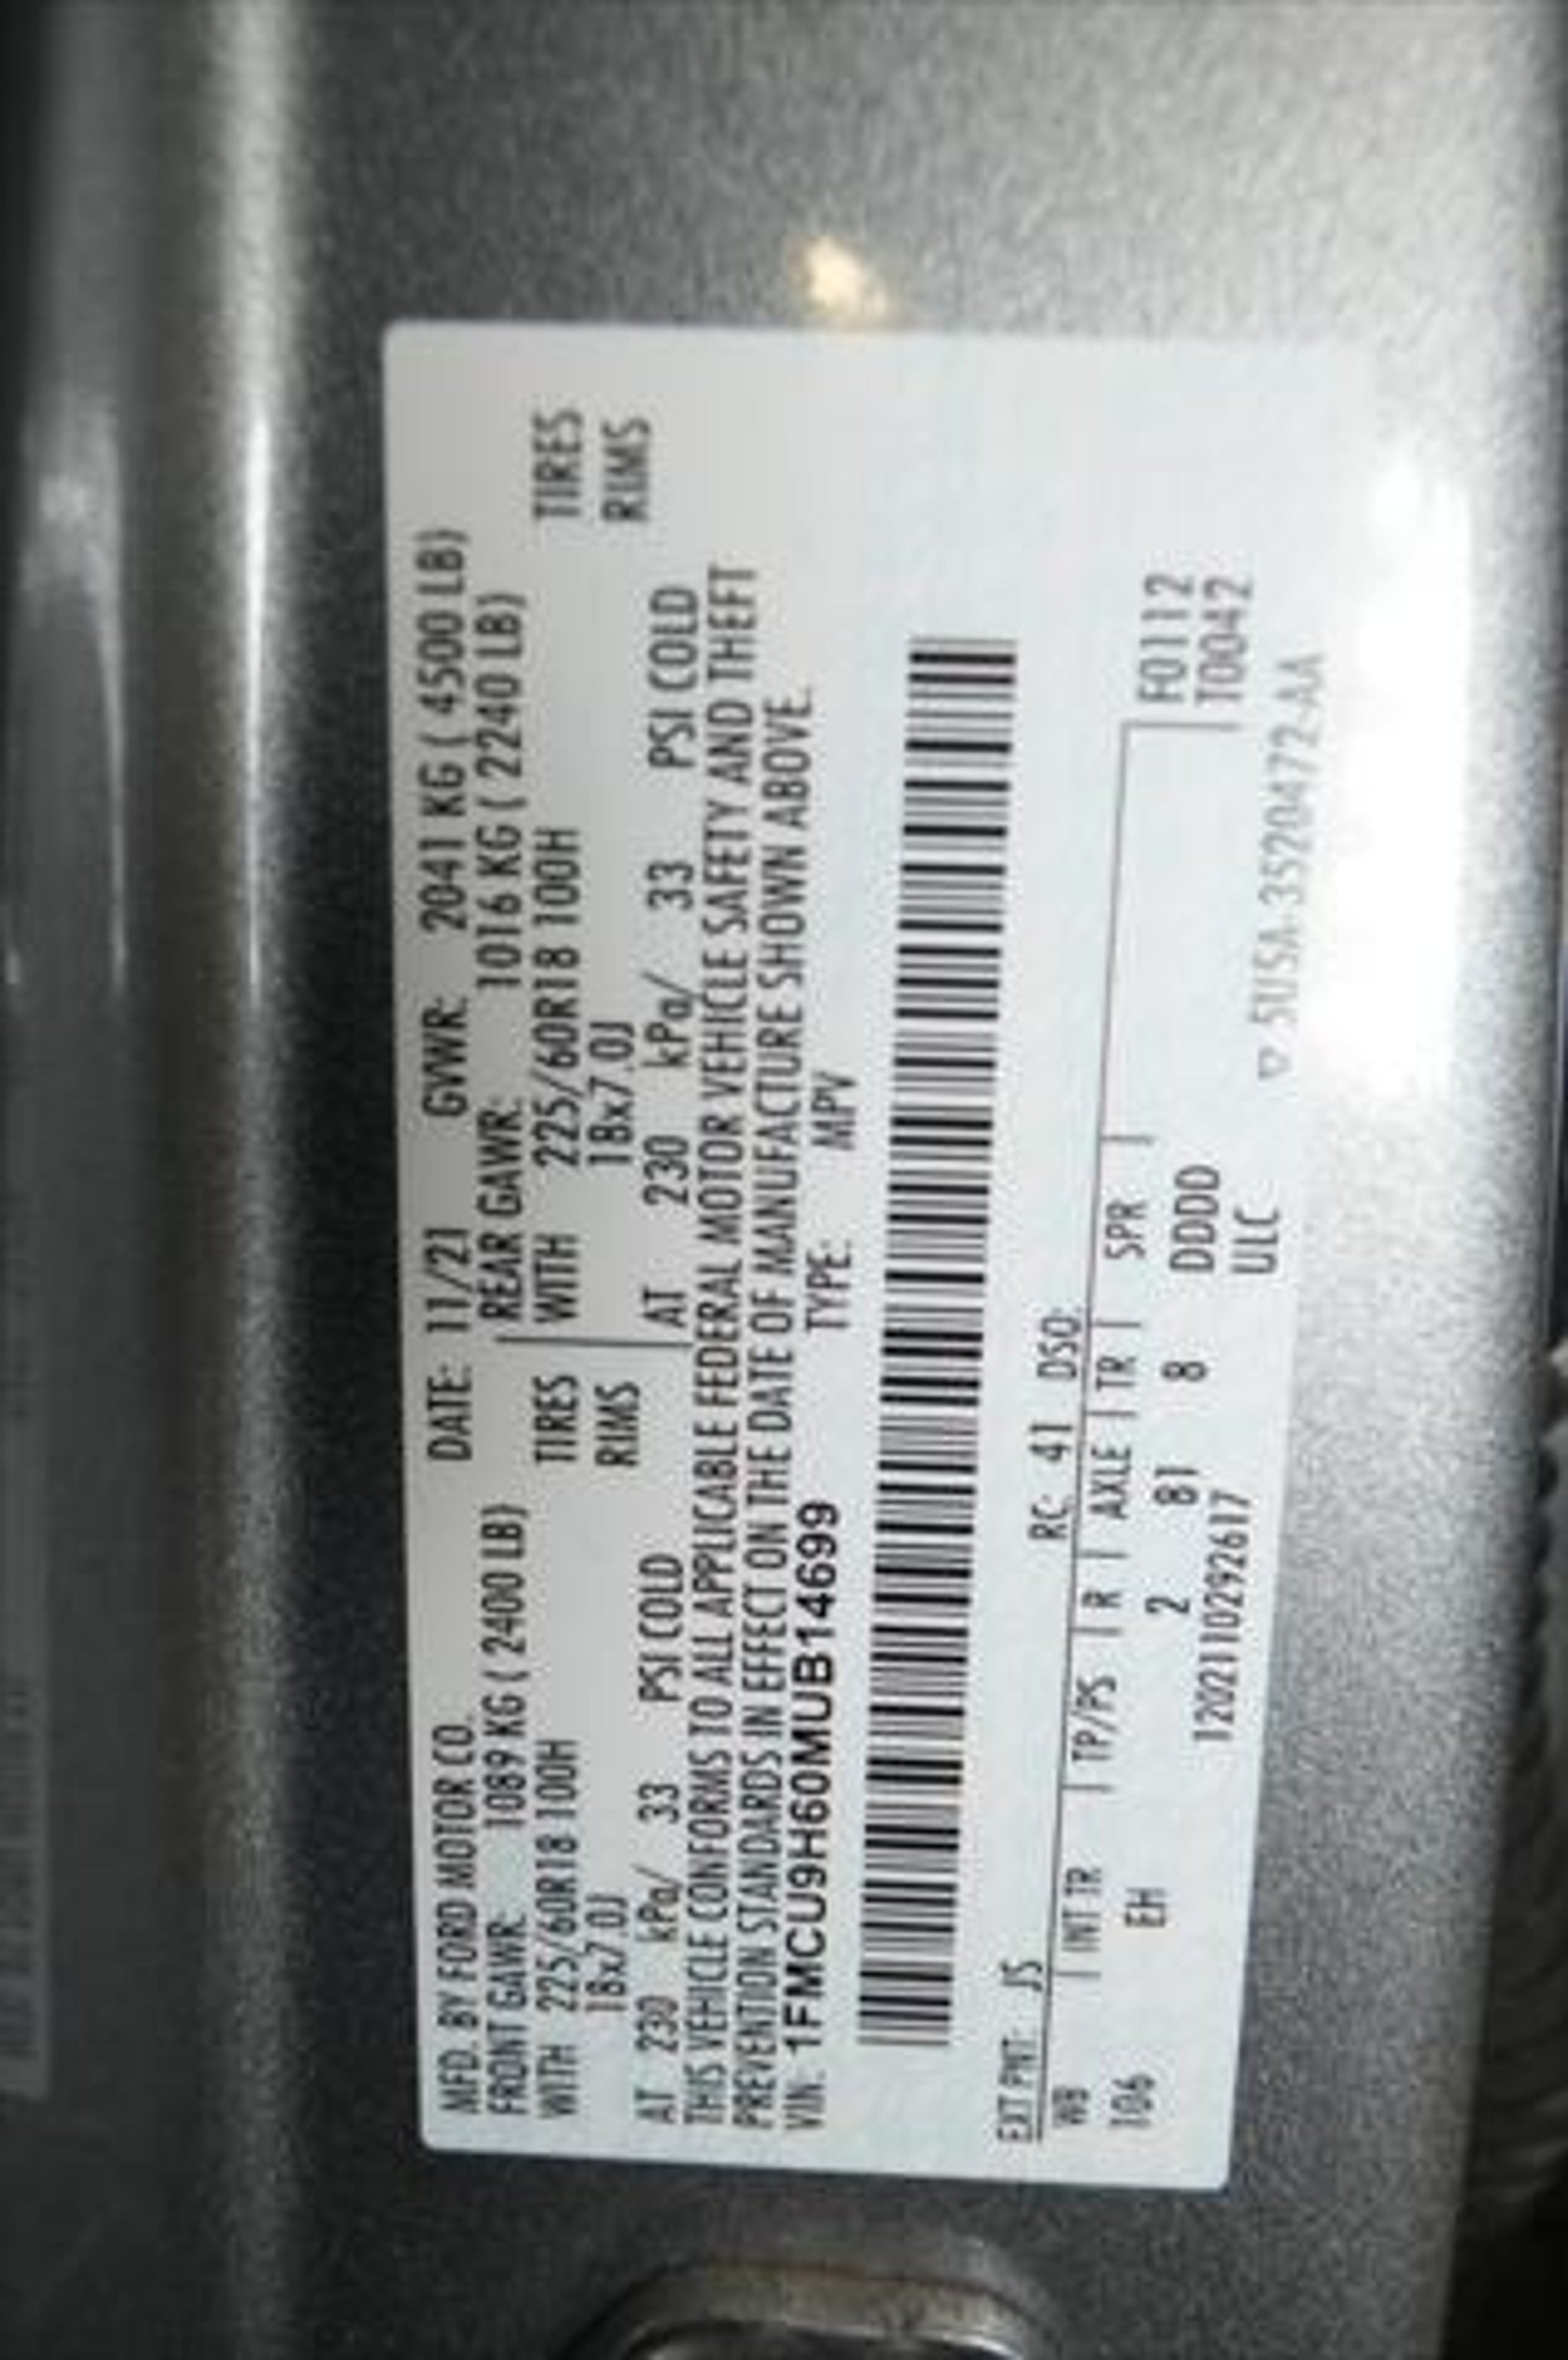 MFD. BY FORD MOTOR CO. DATE: 11/21 GVWR: 2041 KG ( 4500 LB)
FRONT GAWR: 1089 KG ( 2400 LB) REAR GAWR: 1016 KG ( 2240 LB)
WITH 225/60R18 100H TIRES WITH 225/60R18 100H TIRES
18x7.0J RIMS 18x7.0J RIMS
AT 230 kPa/ 33 PSI COLD AT 230 kPa/ 33 PSI COLD
THIS VEHICLE CONFORMS TO ALL APPLICABLE FEDERAL MOTOR VEHICLE SAFETY AND THEFT
PREVENTION STANDARDS IN EFFECT ON THE DATE OF MANUFACTURE SHOWN ABOVE.
VIN: 1FMCU9H60MUB14699 TYPE: MPV
EXT PNT: JS RC: 41 DSO:
WB | INT TR | TP/PS | R | AXLE | TR | SPR | F0112
106 EH 2 81 8 DDDD T0042
1202110292617 ULC
▽ 5USA-3520472-AA